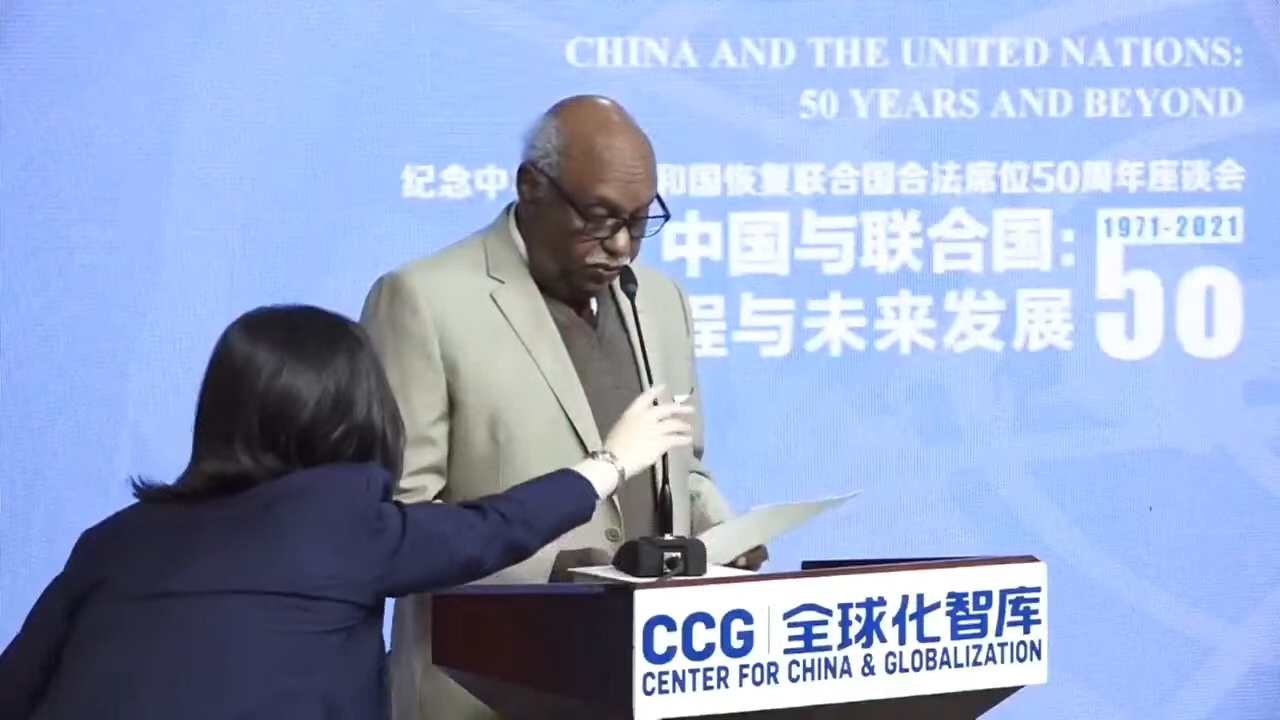 CHINA AND THE UNITED NATIONS:
50 YEARS AND BEYOND
纪念中 和国恢复联合国合法席位50周年座谈会
中国与联合国:
程与未来发展
1971-2021
50
CCG 全球化智库
CENTER FOR CHINA & GLOBALIZATION